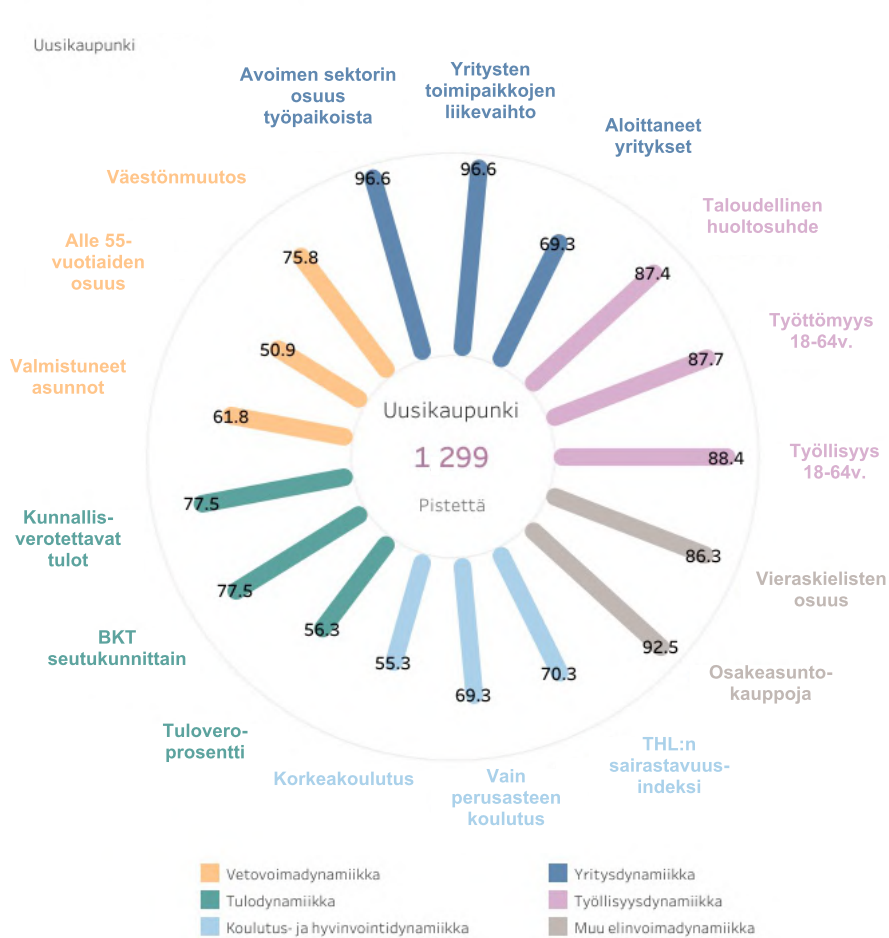 Uusikaupunki
Avoimen sektorin
osuus
työpaikoista
Yritysten
toimipaikkojen
liikevaihto
Aloittaneet
yritykset
Väestönmuutos
Taloudellinen
huoltosuhde
Alle 55-
vuotiaiden
osuus
Työttömyys
18-64v.
Valmistuneet
asunnot
Työllisyys
18-64v.
Kunnallis-
verotettavat
tulot
Vieraskielisten
osuus
BKT
seutukunnittain
Osakeasunto-
kauppoja
Tulovero-
prosentti
THL:n
sairastavuus-
indeksi
Korkeakoulutus
Vain
perusasteen
koulutus
96.6
96.6
69.3
75.8
87.4
50.9
87.7
61.8
88.4
77.5
86.3
77.5
92.5
56.3
55.3
69.3
70.3
Uusikaupunki
1 299
Pistettä
Vetovoimadynamiikka
Tulodynamiikka
Koulutus- ja hyvinvointidynamiikka
Yritysdynamiikka
Työllisyysdynamiikka
Muu elinvoimadynamiikka